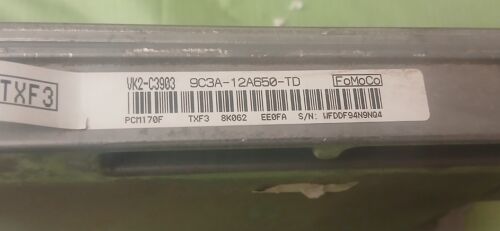 TXF3
VK2-C3903 9C3A-12A650-TD FoMoCo
PCM170F TXF3 8K062 EE0FA S/N: WFDDF94N9NQ4